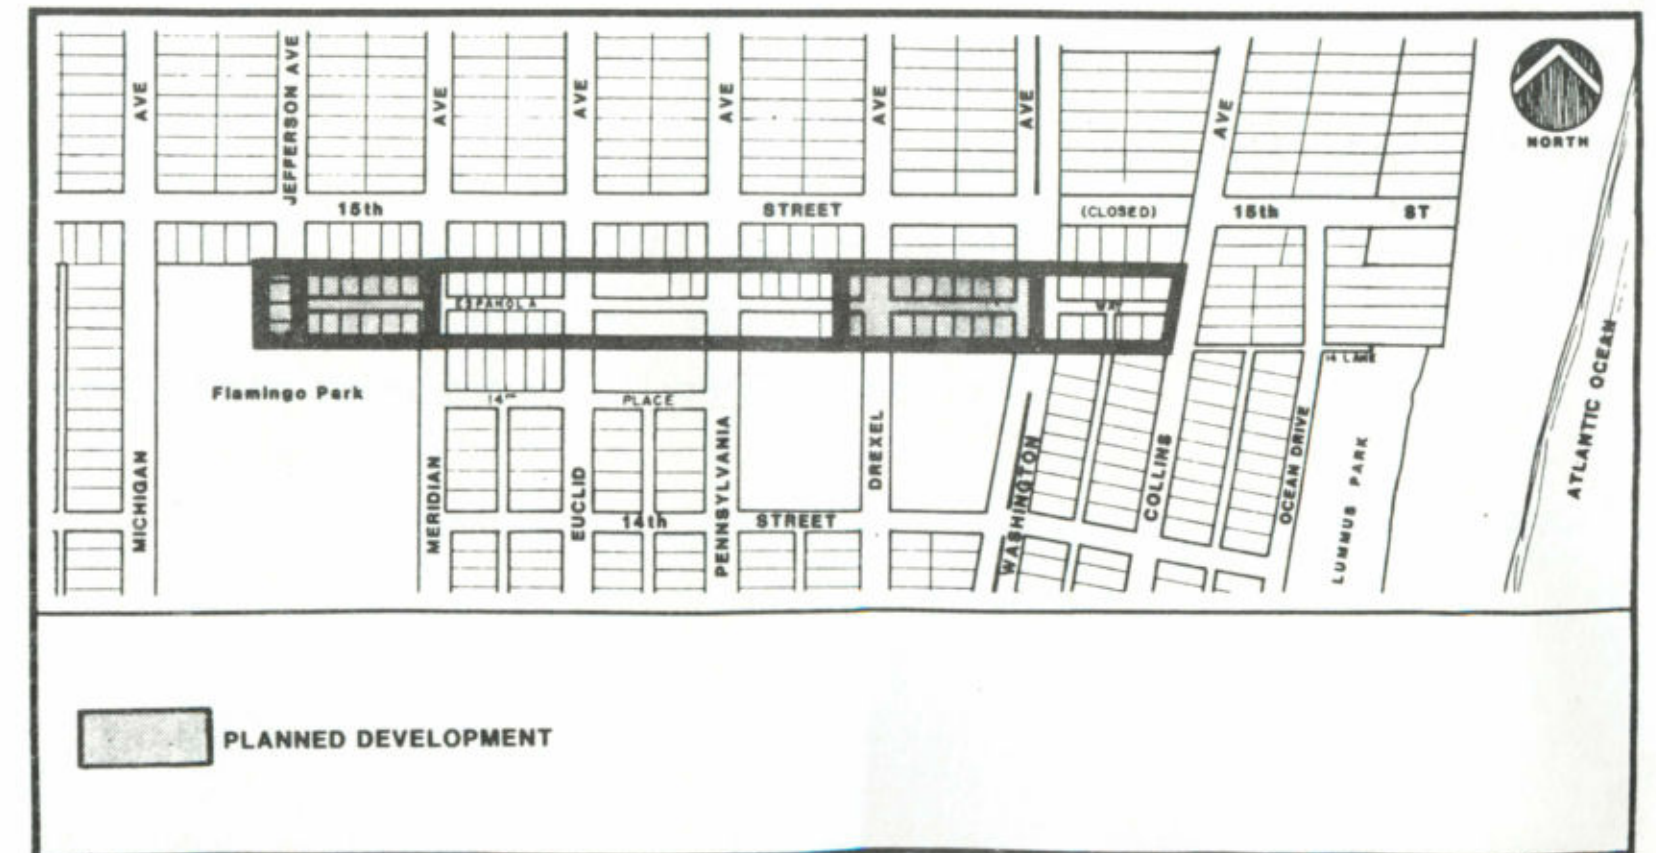 AVE
JEFFERSON AVE
AVE
AVE
AVE
AVE
AVE
AVE
NORTH
15th
STREET
(CLOSED)
15th
ST
ESPANOLA
WAY
14 LANE
Flamingo Park
14TH
PLACE
MICHIGAN
MERIDIAN
EUCLID
14th
PENNSYLVANIA
STREET
DREXEL
WASHINGTON
COLLINS
OCEAN DRIVE
LUMMUS PARK
ATLANTIC OCEAN
PLANNED DEVELOPMENT